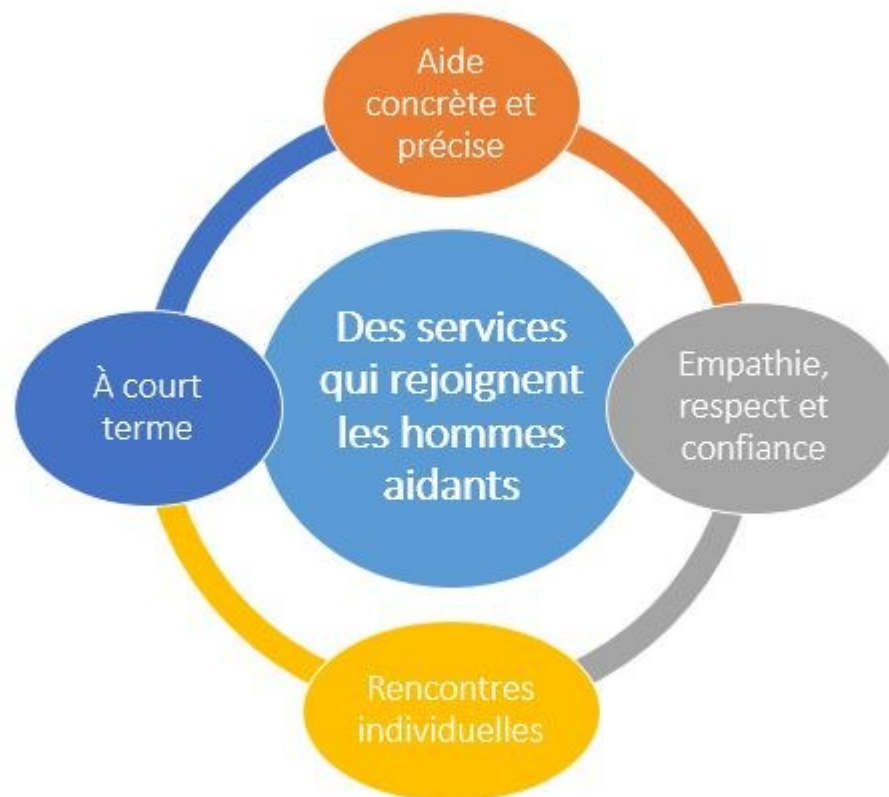 Aide
concrète et
précise
Des services
qui rejoignent
les hommes
aidants
À court
terme
Empathie,
respect et
confiance
Rencontres
individuelles